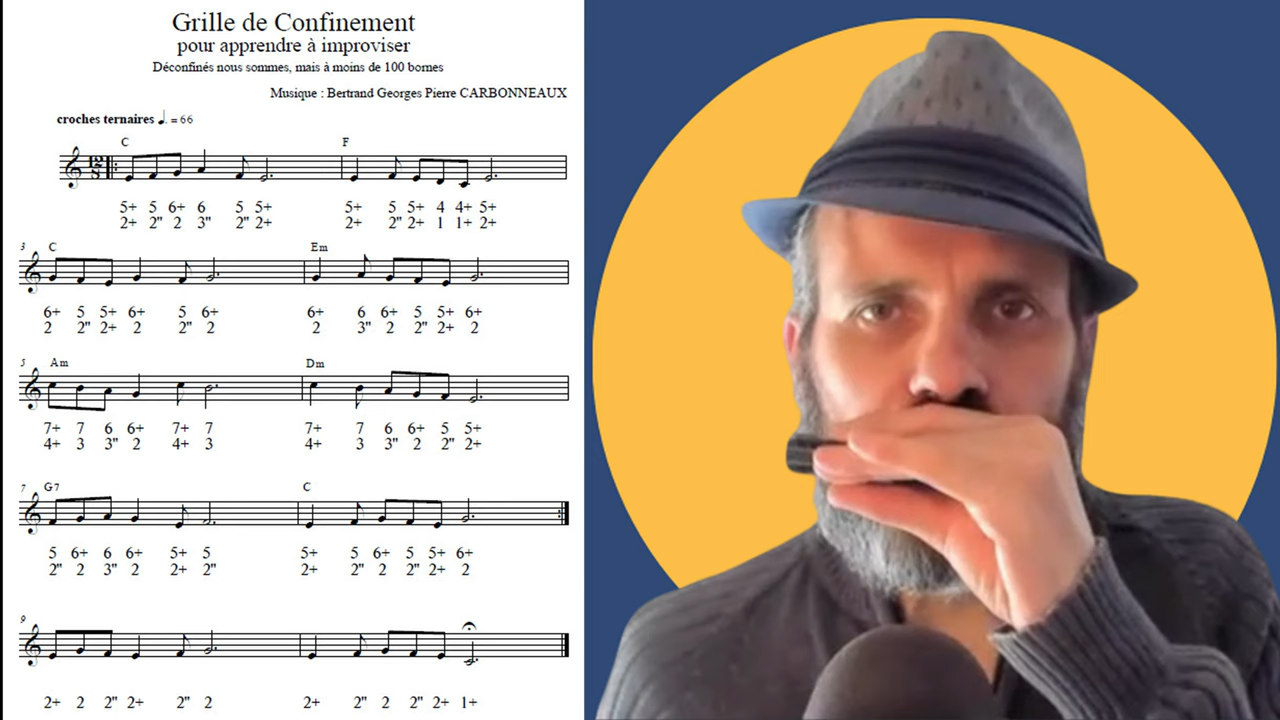 Grille de Confinement
pour apprendre à improviser
Déconfinés nous sommes, mais à moins de 100 bornes
Musique : Bertrand Georges Pierre CARBONNEAUX
croches ternaires ♩. = 66
C F
12/8
5+ 5 6+ 6 5 5+ 5+ 5 5+ 4 4+ 5+
2+ 2" 2 3" 2" 2+ 2+ 2" 2+ 1 1+ 2+
3 C Em
6+ 5 5+ 6+ 5 6+ 6+ 6 6+ 5 5+ 6+
2 2" 2+ 2 2" 2 2 3" 2 2" 2+ 2
5 Am Dm
7+ 7 6 6+ 7+ 7 7+ 7 6 6+ 5 5+
4+ 3 3" 2 4+ 3 4+ 3 3" 2 2" 2+
7 G7 C
5 6+ 6 6+ 5+ 5 5+ 5 6+ 5 5+ 6+
2" 2 3" 2 2+ 2" 2+ 2" 2 2" 2+ 2
9
2+ 2 2" 2+ 2" 2 2+ 2" 2 2" 2+ 1+